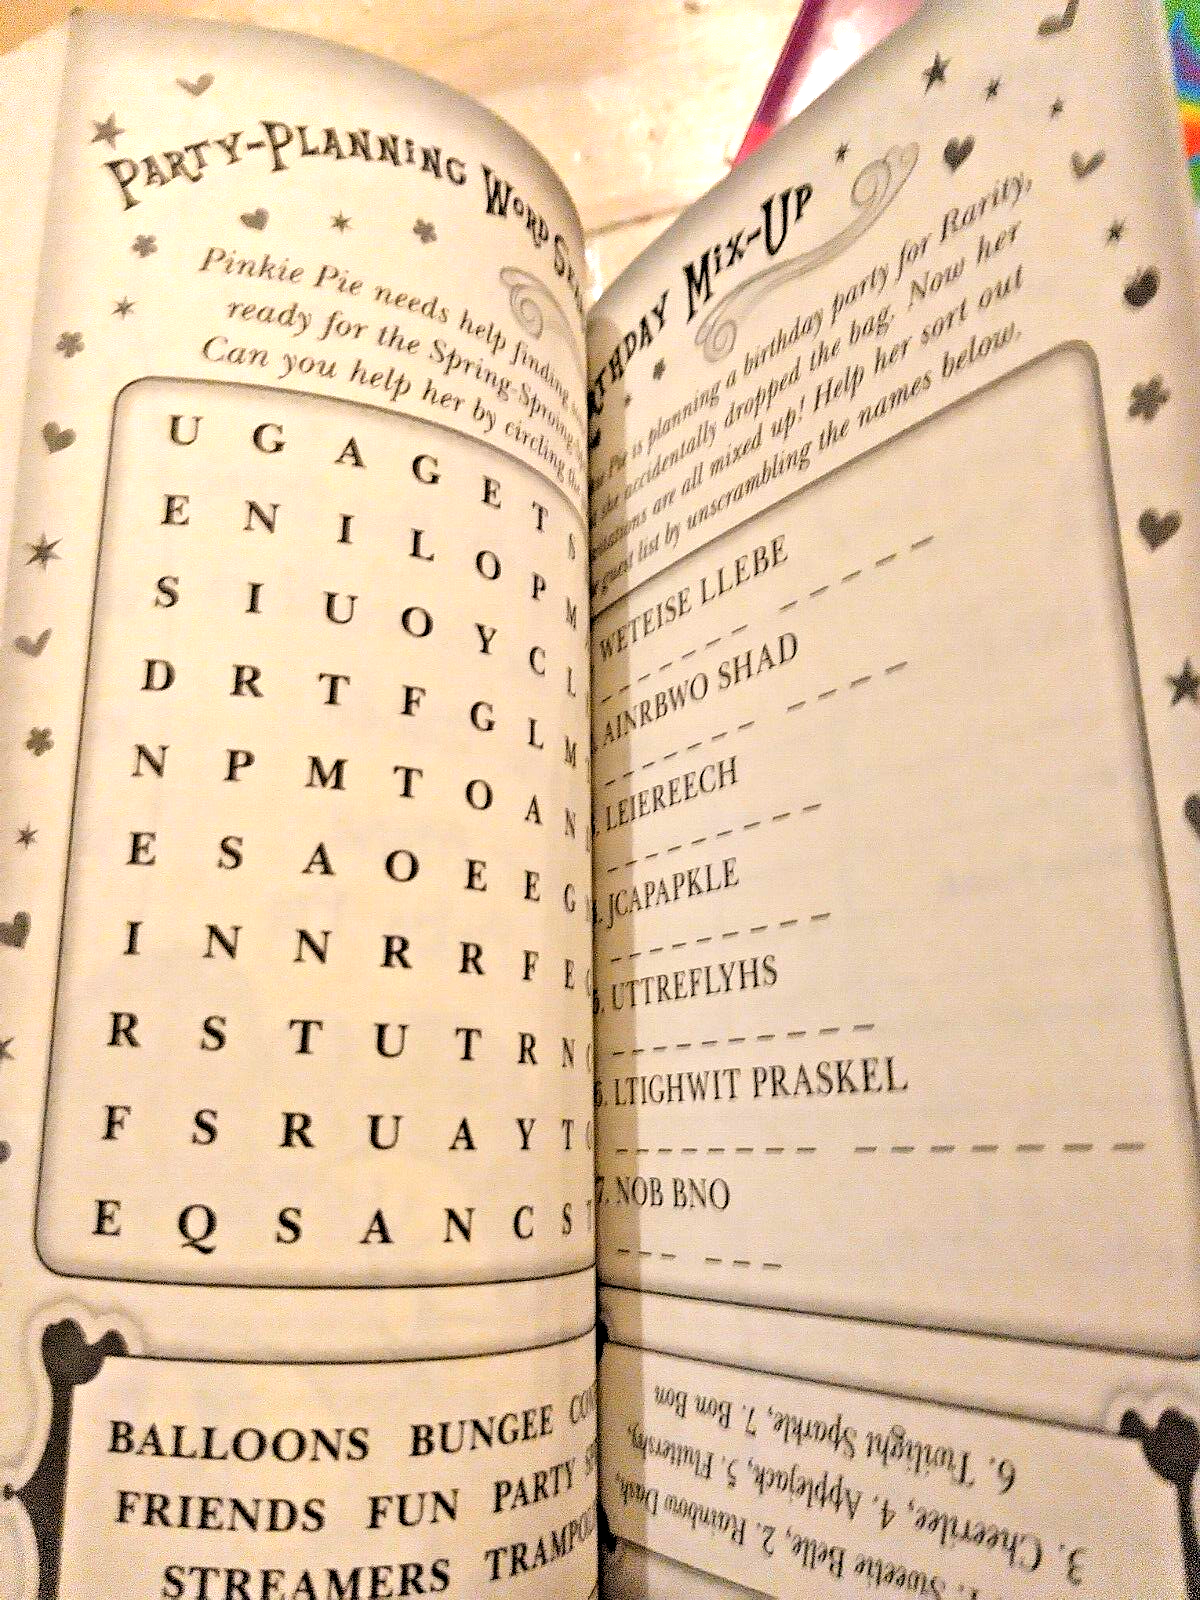 PARTY-PLANNING WORD
Pinkie Pie needs help finding
ready for the Spring-Sproing
Can you help her by circling the
U G A G E T S
E N I L O P M
S I U O Y C L
D R T F G L M
N P M T O A N
E S A O E E G
I N N R R F E
R S T U T R N
F S R U A Y T
E Q S A N C S
BALLOONS BUNGEE
FRIENDS FUN PARTY
STREAMERS
MIX-UP
is planning a birthday party for Rarity,
she accidentally dropped the bag. Now her
are all mixed up! Help her sort out
guest list by unscrambling the names below.
WETEISE LLEBE
AINRBWO SHAD
LEIEREECH
JCAPAPKLE
UTTREFLYHS
6. LTIGHWIT PRASKEL
7. NOB BNO
1. Sweetie Belle, 2. Rainbow Dash,
3. Cheerilee, 4. Applejack, 5. Fluttershy,
6. Twilight Sparkle, 7. Bon Bon